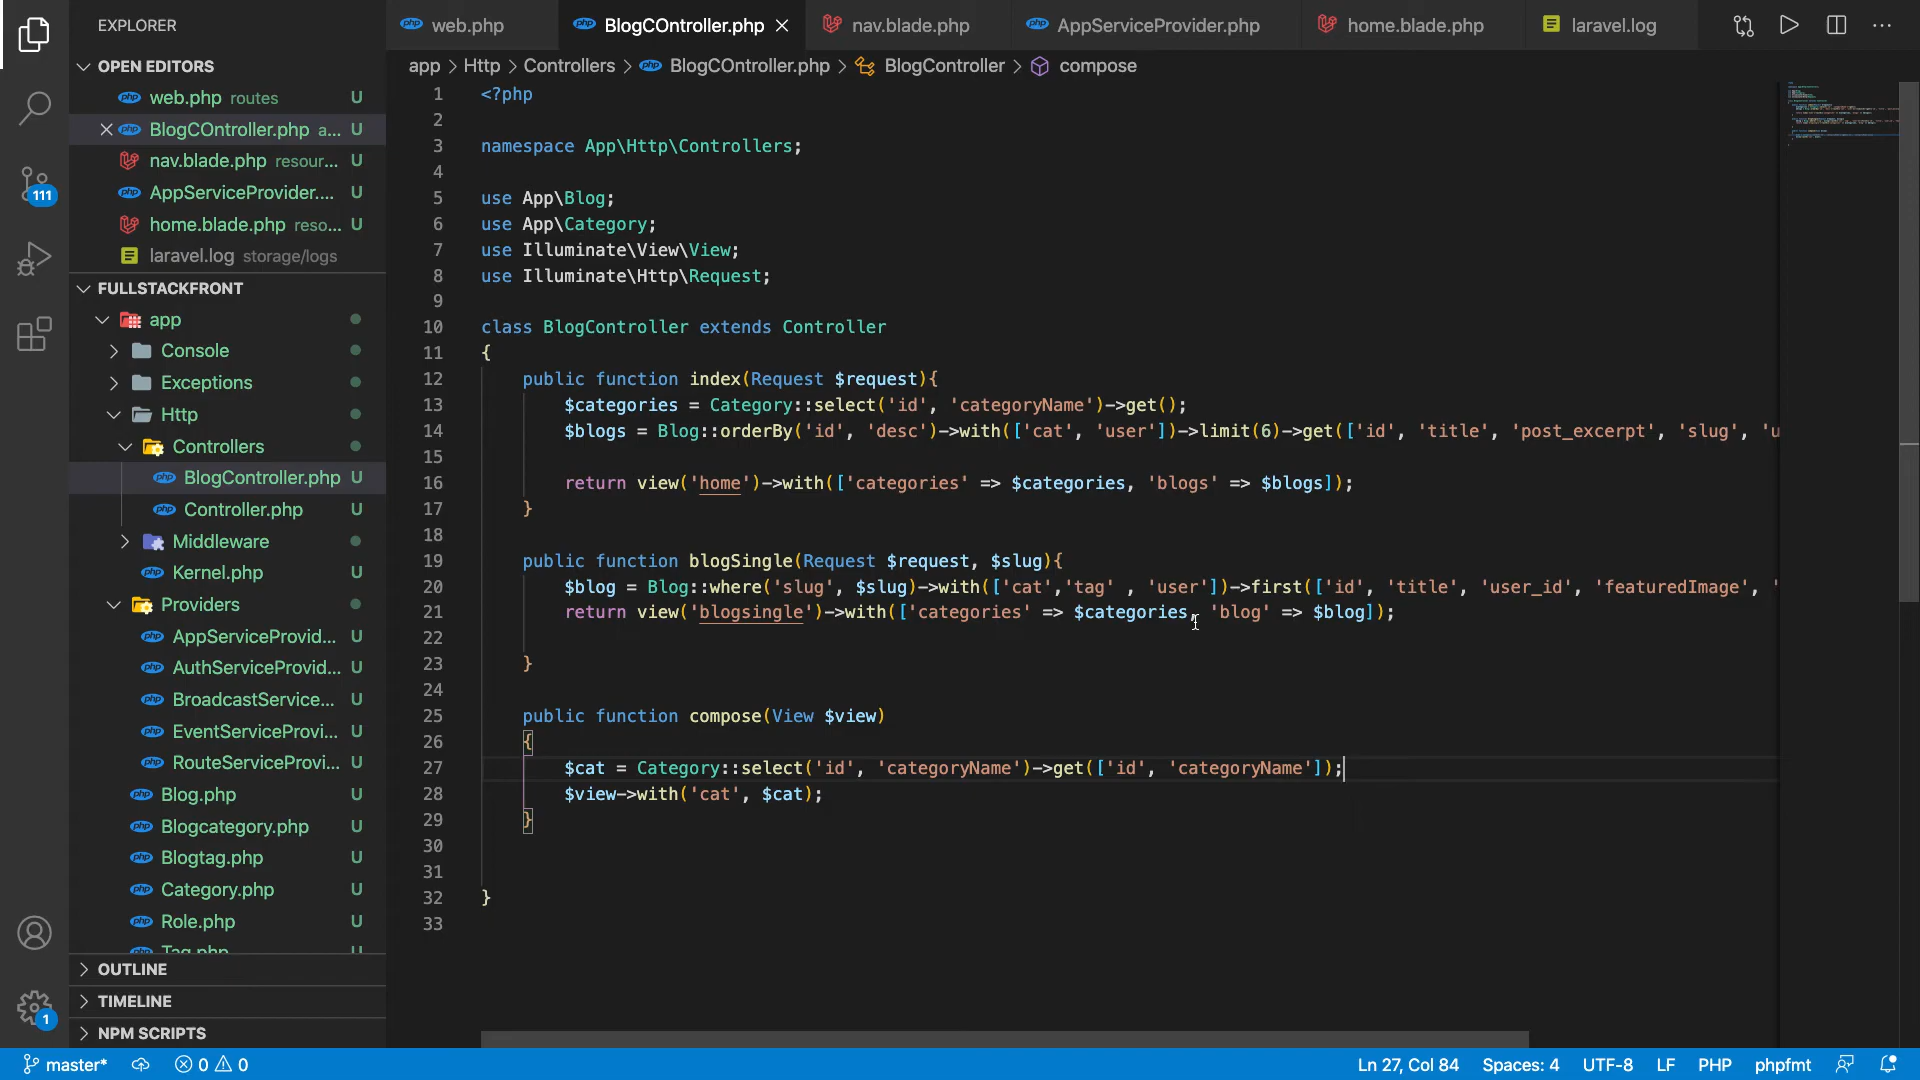 EXPLORER
web.php
BlogCOntroller.php
nav.blade.php
AppServiceProvider.php
home.blade.php
laravel.log
OPEN EDITORS
web.php routes U
BlogCOntroller.php a... U
nav.blade.php resour... U
AppServiceProvider.... U
home.blade.php reso... U
laravel.log storage/logs
FULLSTACKFRONT
app
Console
Exceptions
Http
Controllers
BlogController.php U
Controller.php U
Middleware
Kernel.php U
Providers
AppServiceProvid... U
AuthServiceProvid... U
BroadcastService... U
EventServiceProvi... U
RouteServiceProvi... U
Blog.php U
Blogcategory.php U
Blogtag.php U
Category.php U
Role.php U
Tag.php U
OUTLINE
TIMELINE
NPM SCRIPTS
111
1
app > Http > Controllers > BlogCOntroller.php > BlogController > compose
1 <?php
2
3 namespace App\Http\Controllers;
4
5 use App\Blog;
6 use App\Category;
7 use Illuminate\View\View;
8 use Illuminate\Http\Request;
9
10 class BlogController extends Controller
11 {
12 public function index(Request $request){
13 $categories = Category::select('id', 'categoryName')->get();
14 $blogs = Blog::orderBy('id', 'desc')->with(['cat', 'user'])->limit(6)->get(['id', 'title', 'post_excerpt', 'slug', 'u
15
16 return view('home')->with(['categories' => $categories, 'blogs' => $blogs]);
17 }
18
19 public function blogSingle(Request $request, $slug){
20 $blog = Blog::where('slug', $slug)->with(['cat','tag' , 'user'])->first(['id', 'title', 'user_id', 'featuredImage', '
21 return view('blogsingle')->with(['categories' => $categories, 'blog' => $blog]);
22
23 }
24
25 public function compose(View $view)
26 {
27 $cat = Category::select('id', 'categoryName')->get(['id', 'categoryName']);
28 $view->with('cat', $cat);
29 }
30
31
32 }
33
master* 0 0 Ln 27, Col 84 Spaces: 4 UTF-8 LF PHP phpfmt